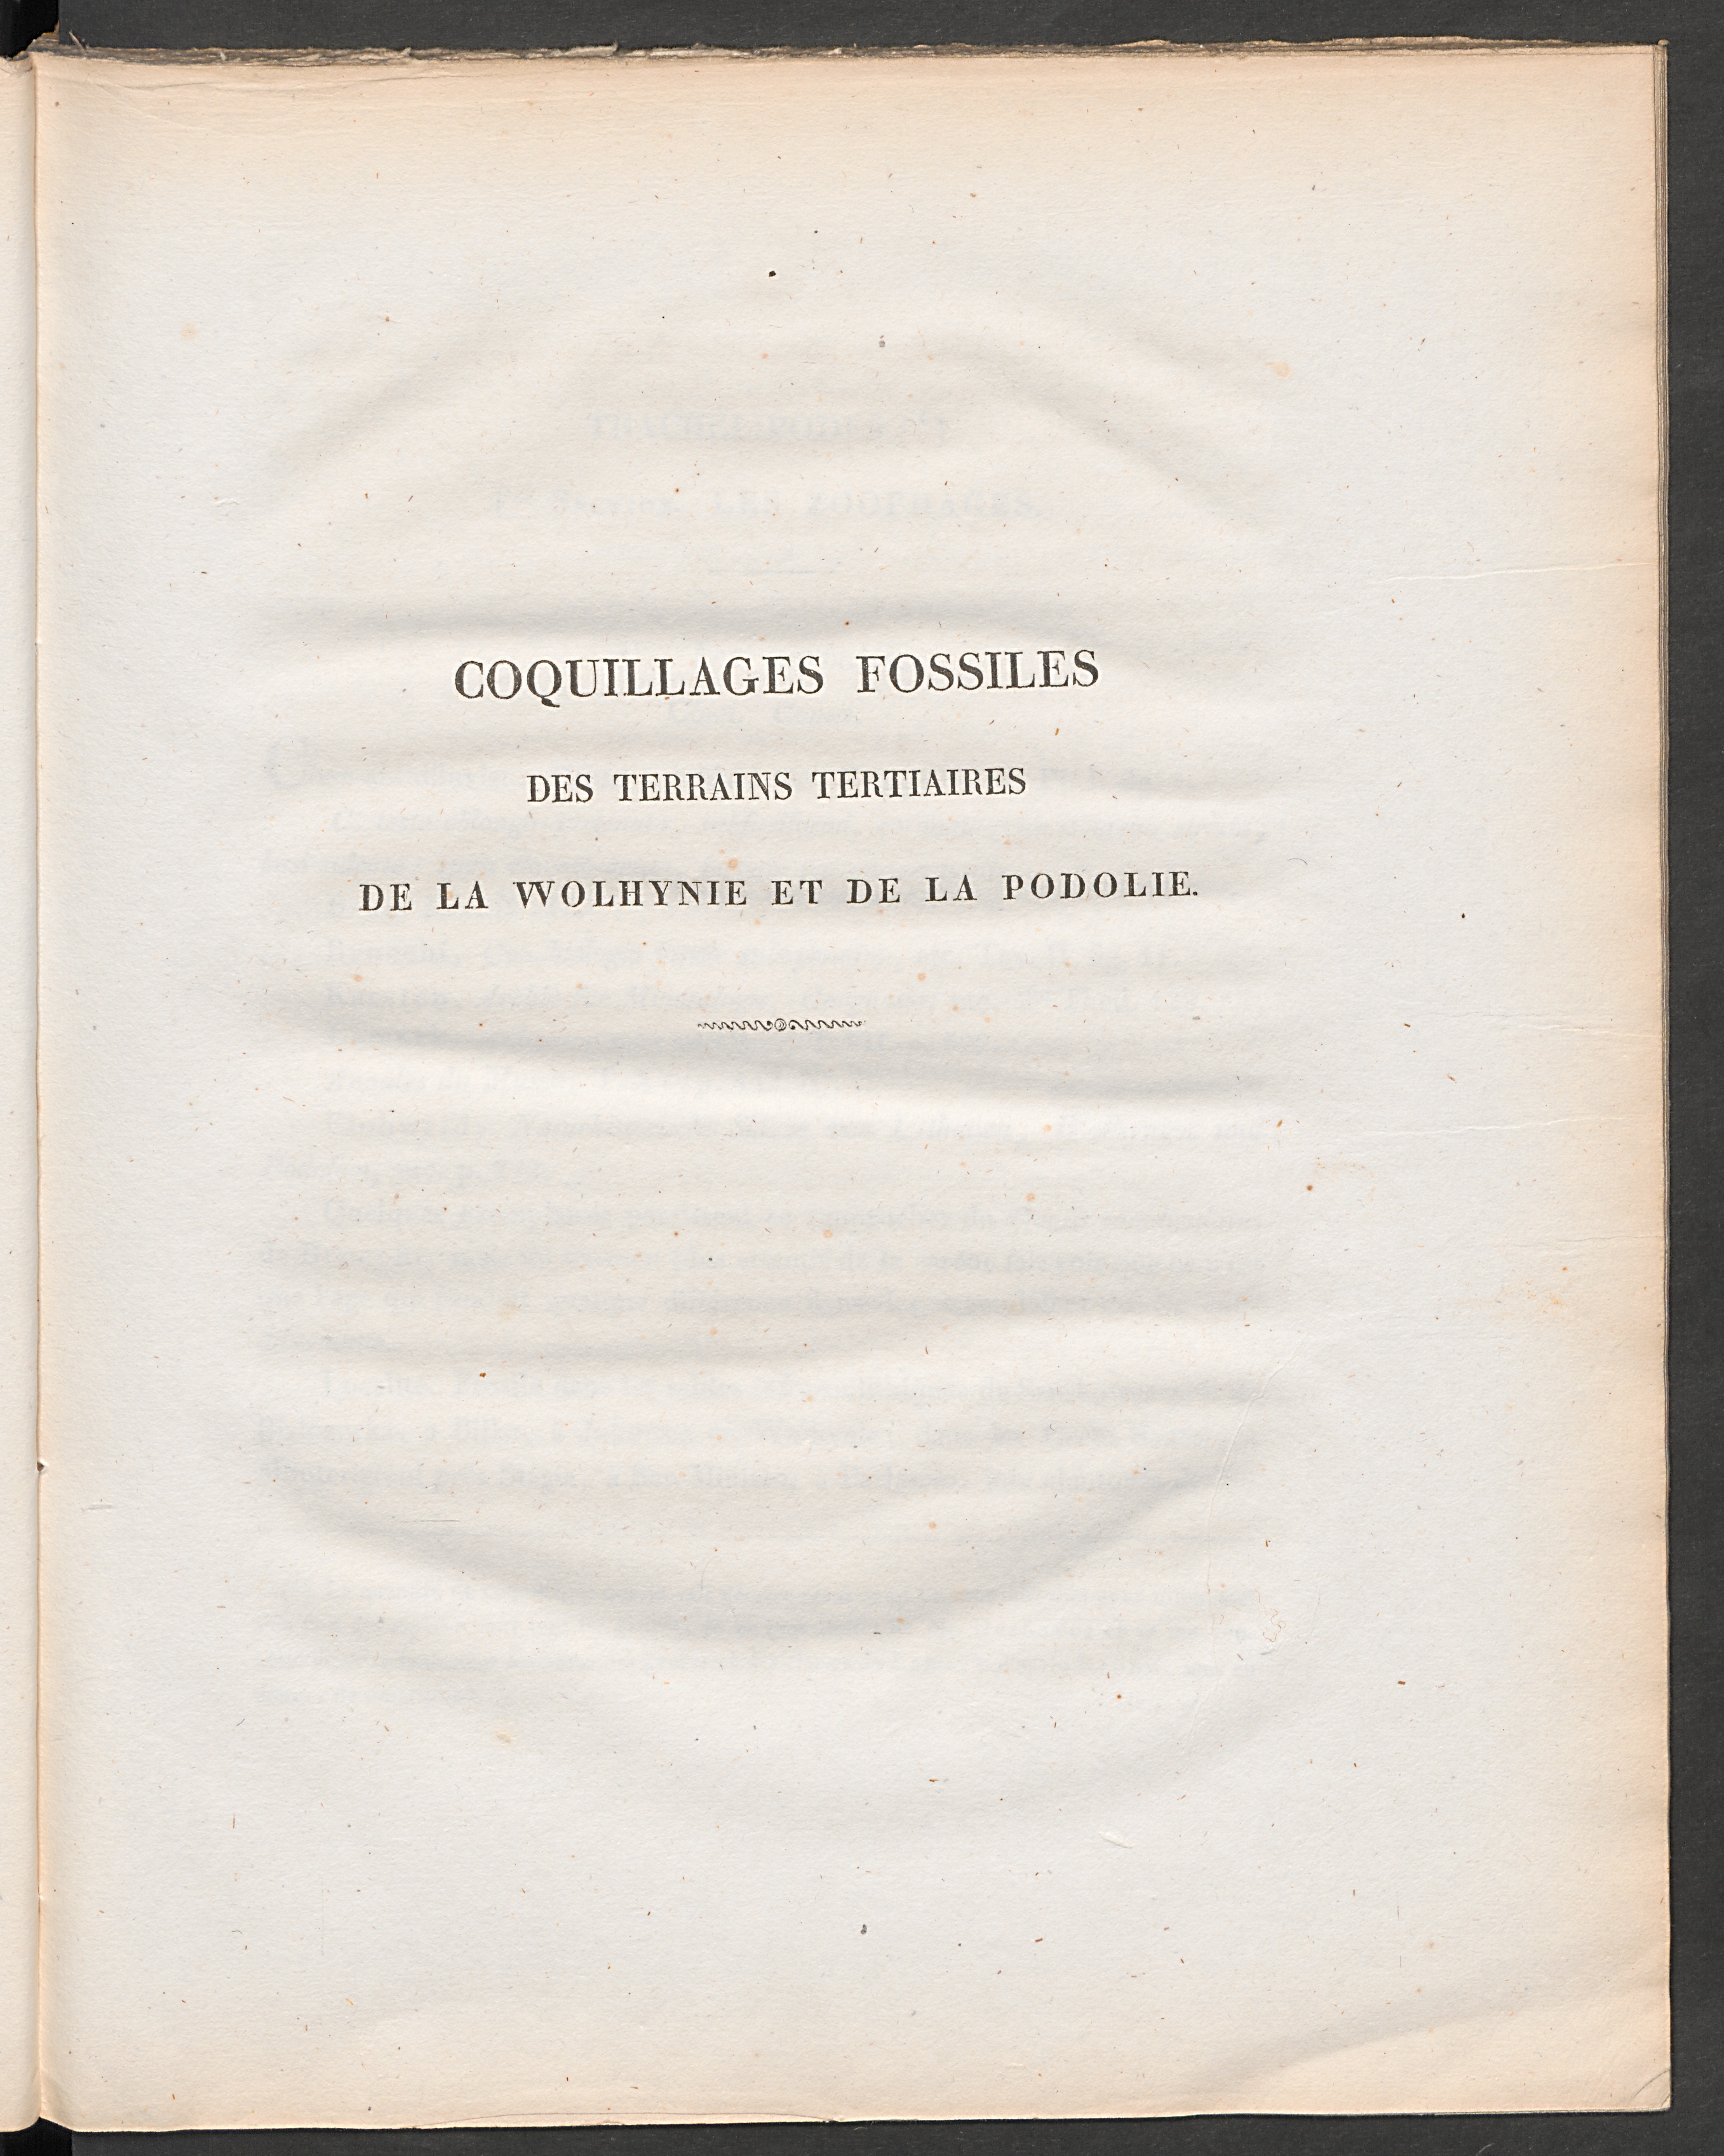 COQUILLAGES FOSSILES
DES TERRAINS TERTIAIRES
DE LA WOLHYNIE ET DE LA PODOLIE.